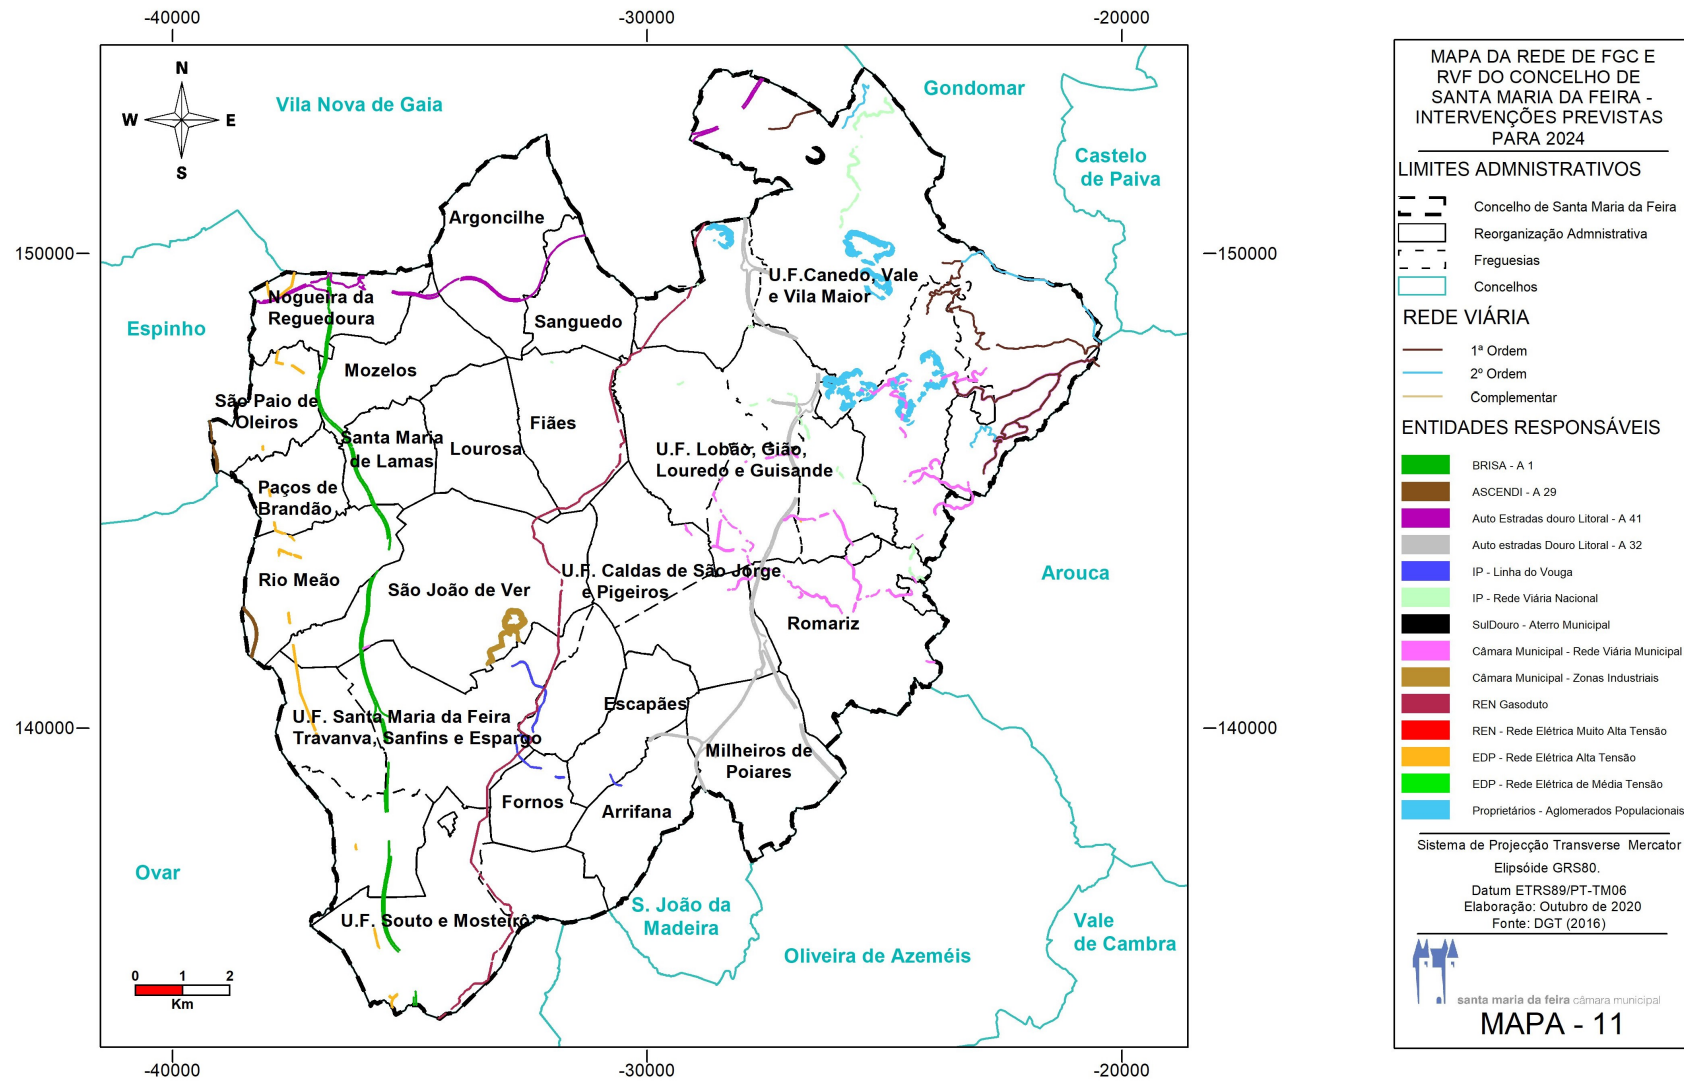 -40000
-30000
-20000
N
W
E
S
Vila Nova de Gaia
Gondomar
Castelo
de Paiva
Argoncilhe
150000
150000
U.F.Canedo, Vale
e Vila Maior
Nogueira da
Reguedoura
Sanguedo
Espinho
Mozelos
São Paio de
Oleiros
Fiães
Santa Maria
de Lamas
Lourosa
U.F. Lobão, Gião,
Louredo e Guisande
Paços de
Brandão
Rio Meão
São João de Ver
U.F. Caldas de São Jorge
e Pigeiros
Arouca
Romariz
Escapães
140000
140000
U.F. Santa Maria da Feira
Travanva, Sanfins e Espargo
Milheiros de
Poiares
Fornos
Arrifana
Ovar
U.F. Souto e Mosteirô
S. João da
Madeira
Oliveira de Azeméis
Vale
de Cambra
0 1 2
Km
-40000
-30000
-20000
MAPA DA REDE DE FGC E
RVF DO CONCELHO DE
SANTA MARIA DA FEIRA -
INTERVENÇÕES PREVISTAS
PARA 2024
LIMITES ADMNISTRATIVOS
Concelho de Santa Maria da Feira
Reorganização Admnistrativa
Freguesias
Concelhos
REDE VIÁRIA
1ª Ordem
2º Ordem
Complementar
ENTIDADES RESPONSÁVEIS
BRISA - A 1
ASCENDI - A 29
Auto Estradas douro Litoral - A 41
Auto estradas Douro Litoral - A 32
IP - Linha do Vouga
IP - Rede Viária Nacional
SulDouro - Aterro Municipal
Câmara Municipal - Rede Viária Municipal
Câmara Municipal - Zonas Industriais
REN Gasoduto
REN - Rede Elétrica Muito Alta Tensão
EDP - Rede Elétrica Alta Tensão
EDP - Rede Elétrica de Média Tensão
Proprietários - Aglomerados Populacionais
Sistema de Projecção Transverse Mercator
Elipsóide GRS80.
Datum ETRS89/PT-TM06
Elaboração: Outubro de 2020
Fonte: DGT (2016)
santa maria da feira câmara municipal
MAPA - 11